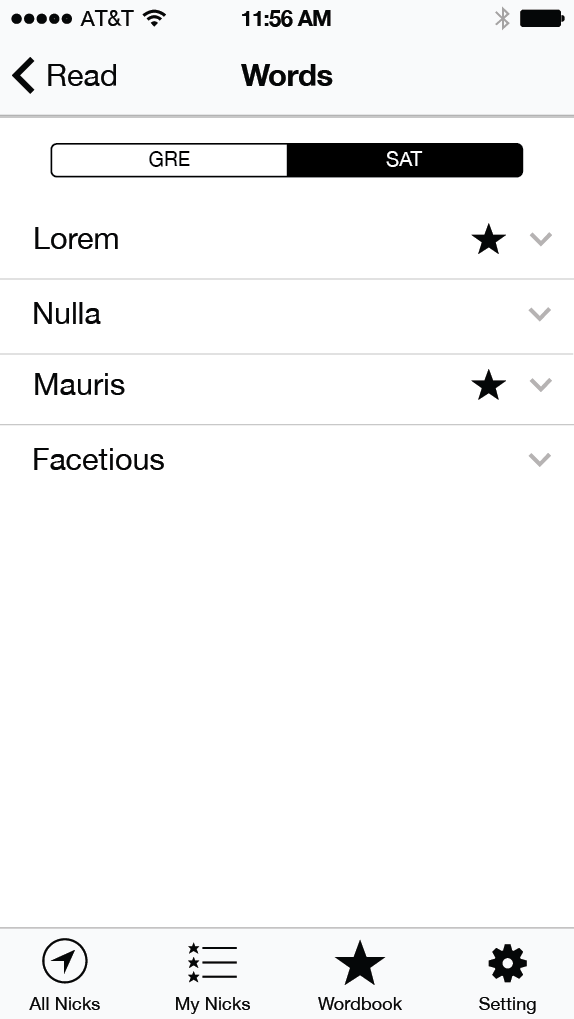 AT&T 11:56 AM
Read Words
GRE SAT
Lorem
Nulla
Mauris
Facetious
All Nicks My Nicks Wordbook Setting